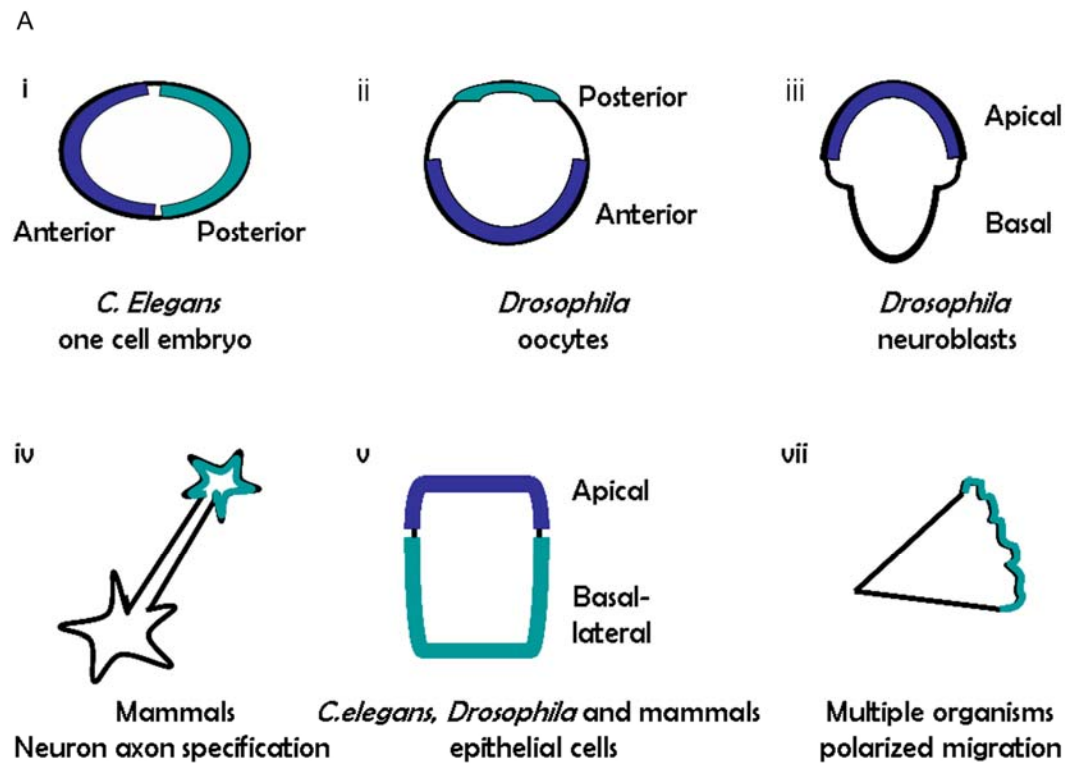 A
i
ii
iii
Posterior
Apical
Anterior
Basal
Anterior
Posterior
C. Elegans
one cell embryo
Drosophila
oocytes
Drosophila
neuroblasts
iv
v
vii
Apical
Basal-
lateral
Mammals
Neuron axon specification
C.elegans, Drosophila and mammals
epithelial cells
Multiple organisms
polarized migration